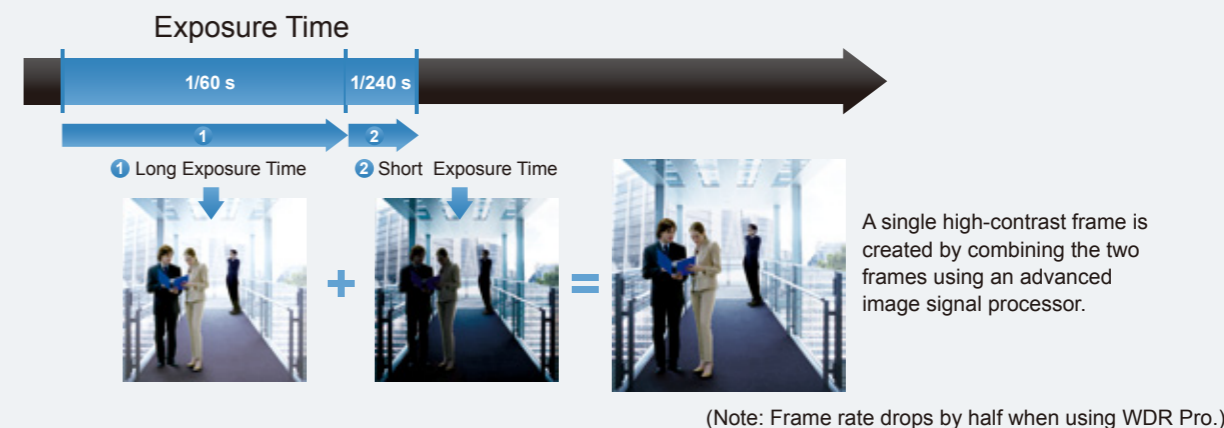 Exposure Time
1/60 s
1/240 s
1
2
1 Long Exposure Time
2 Short Exposure Time
A single high-contrast frame is
created by combining the two
frames using an advanced
image signal processor.
(Note: Frame rate drops by half when using WDR Pro.)